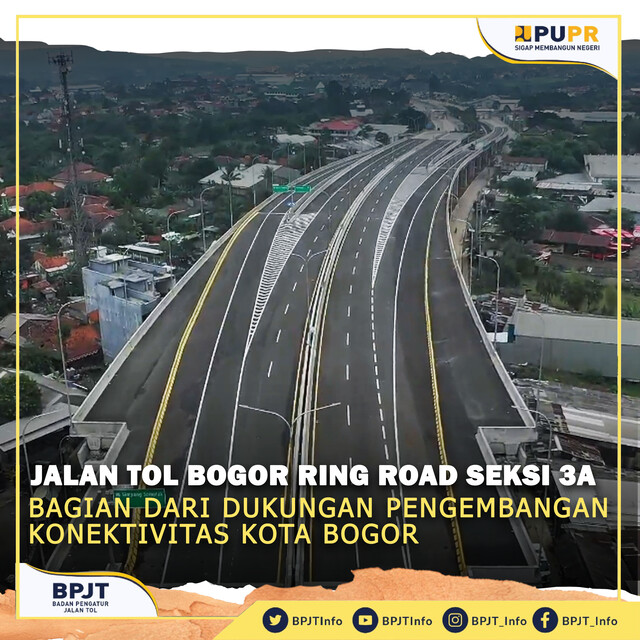 PUPR
SIGAP MEMBANGUN NEGERI
JALAN TOL BOGOR RING ROAD SEKSI 3A
BAGIAN DARI DUKUNGAN PENGEMBANGAN
KONEKTIVITAS KOTA BOGOR
BPJT
BADAN PENGATUR
JALAN TOL
BPJTInfo
BPJTInfo
BPJT_Info
BPJT_Info